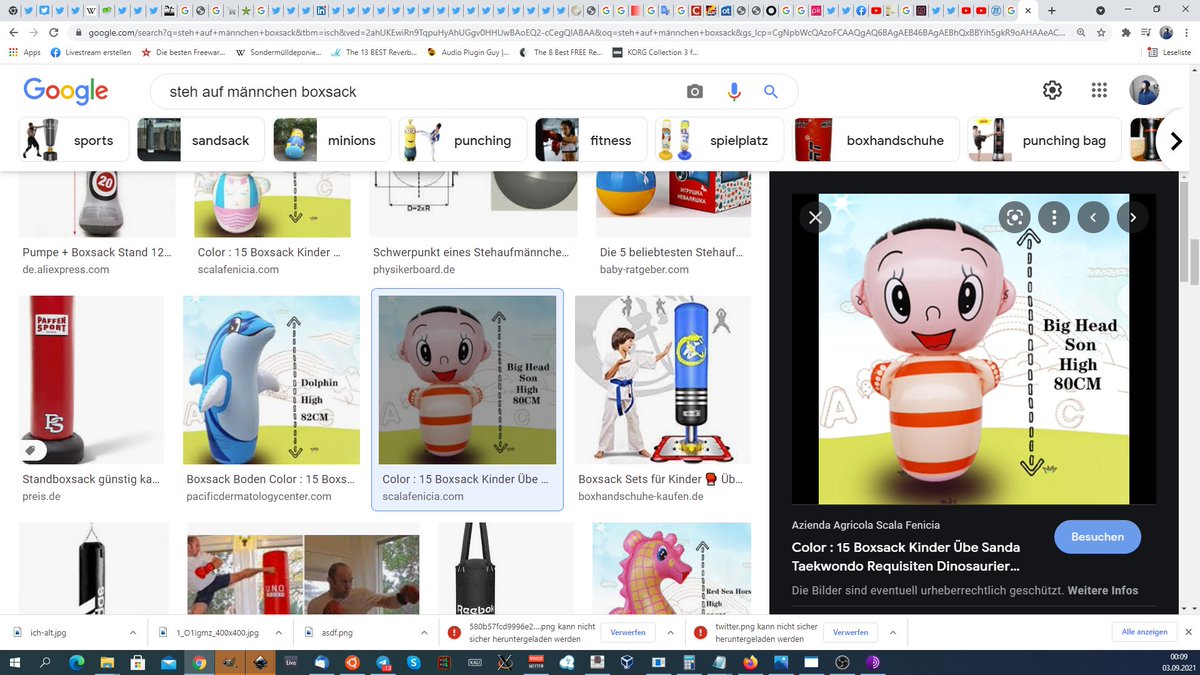 google.com/search?q=steh+auf+männchen+boxsack&tbm=isch&ved=2ahUKEwiRn9TqpuHyAhUGgv0HHUwBAoEQ2-cCegQIABAA&oq=steh+auf+männchen+boxsack&gs_lcp=CgNpbWcQAzoFCAAQgAQ6BAgAEB46BAgAEBhQxBBYih5gkR9oAHAAeAC...
Apps
Livestream erstellen
Die besten Freewar...
Sondermülldeponie...
The 13 BEST Reverb...
Audio Plugin Guy |...
The 8 Best FREE Re...
KORG Collection 3 f...
Leseliste
Google
steh auf männchen boxsack
sports
sandsack
minions
punching
fitness
spielplatz
boxhandschuhe
punching bag
20
D=2xR
ИГРУШКА
НЕВАЛЯШКА
Pumpe + Boxsack Stand 12...
de.aliexpress.com
Color : 15 Boxsack Kinder ...
scalafenicia.com
Schwerpunkt eines Stehaufmännche...
physikerboard.de
Die 5 beliebtesten Stehauf...
baby-ratgeber.com
PAFFEN
SPORT
PS
Dolphin
High
82CM
Big Head
Son
High
80CM
Standboxsack günstig ka...
preis.de
Boxsack Boden Color : 15 Boxs...
pacificdermatologycenter.com
Color : 15 Boxsack Kinder Übe ...
scalafenicia.com
Boxsack Sets für Kinder 🥊 Üb...
boxhandschuhe-kaufen.de
Reebok
Red Sea Hors
High
Big Head
Son
High
80CM
A
C
Azienda Agricola Scala Fenicia
Color : 15 Boxsack Kinder Übe Sanda
Taekwondo Requisiten Dinosaurier...
Besuchen
Die Bilder sind eventuell urheberrechtlich geschützt. Weitere Infos
ich-alt.jpg
1_O1Igmz_400x400.jpg
asdf.png
580b57fcd9996e2....png kann nicht
sicher heruntergeladen werden
Verwerfen
twitter.png kann nicht sicher
heruntergeladen werden
Verwerfen
Alle anzeigen
Live
00:09
03.09.2021